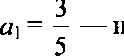 a₁ = 3/5 — н